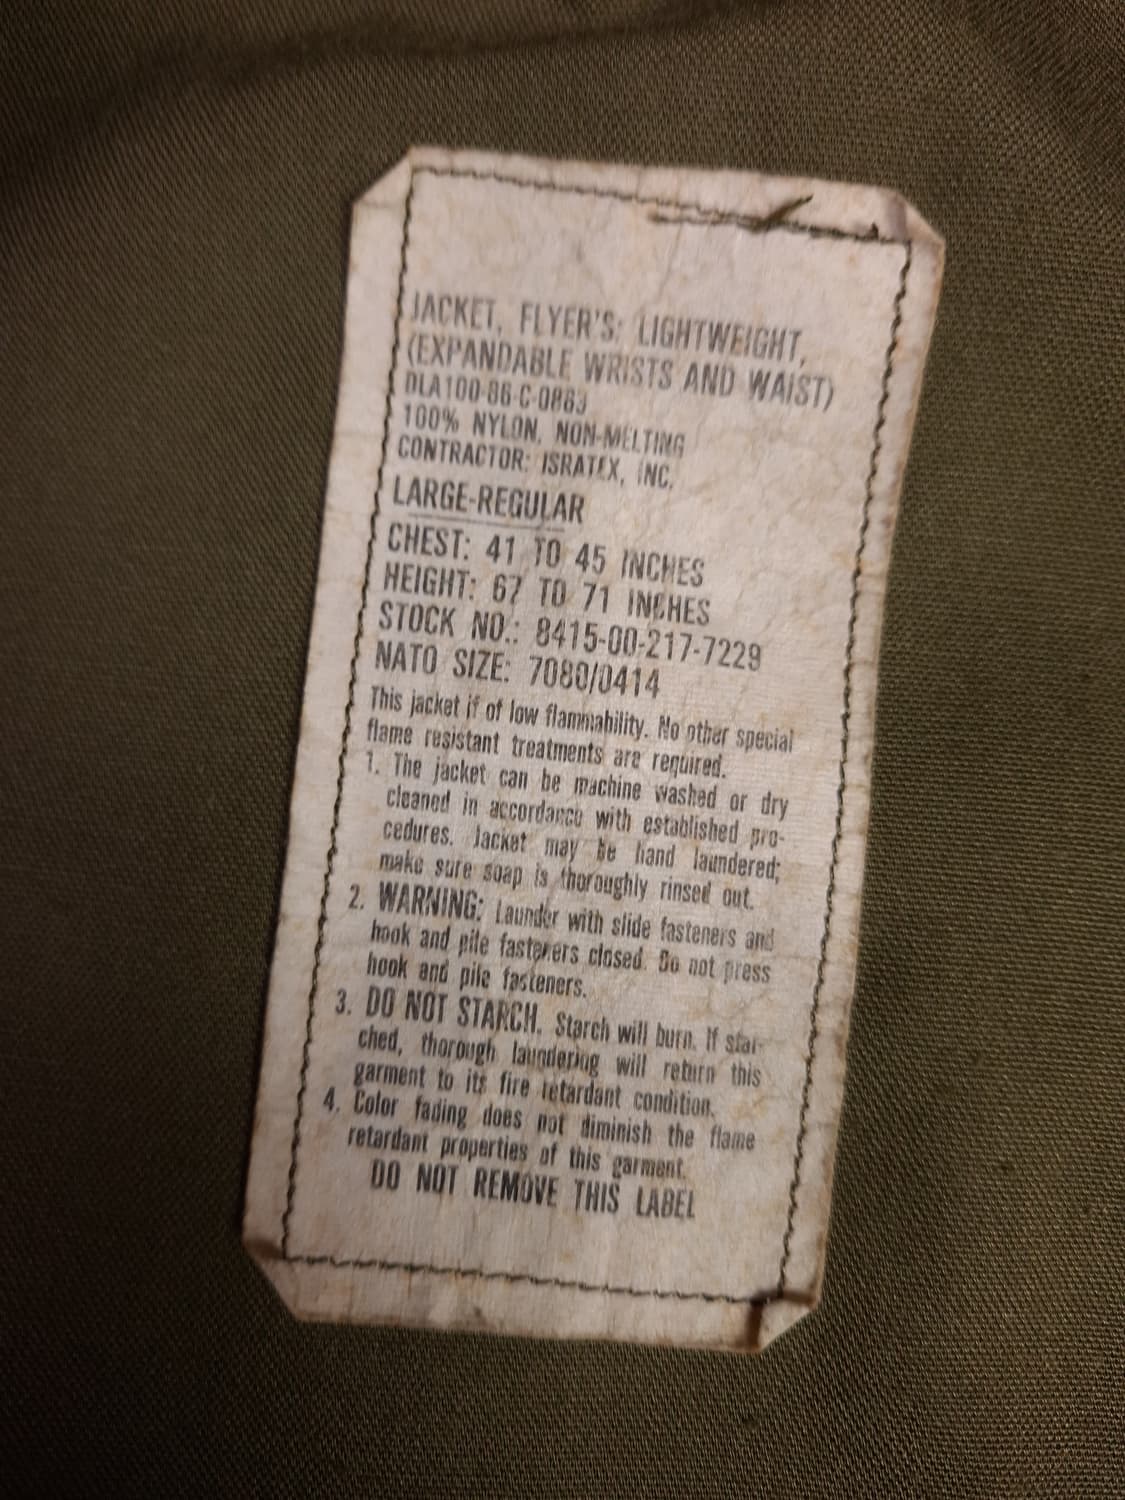 JACKET, FLYER'S: LIGHTWEIGHT,
(EXPANDABLE WRISTS AND WAIST)
DLA100-86-C-0863
100% NYLON, NON-MELTING
CONTRACTOR: ISRATEX, INC.
LARGE-REGULAR
CHEST: 41 TO 45 INCHES
HEIGHT: 67 TO 71 INCHES
STOCK NO.: 8415-00-217-7229
NATO SIZE: 7080/0414
This jacket if of low flammability. No other special
flame resistant treatments are required.
1. The jacket can be machine washed or dry
cleaned in accordance with established pro-
cedures. Jacket may be hand laundered;
make sure soap is thoroughly rinsed out.
2. WARNING: Launder with slide fasteners and
hook and pile fasteners closed. Do not press
hook and pile fasteners.
3. DO NOT STARCH. Starch will burn. If star-
ched, thorough laundering will return this
garment to its fire retardant condition.
4. Color fading does not diminish the flame
retardant properties of this garment.
DO NOT REMOVE THIS LABEL